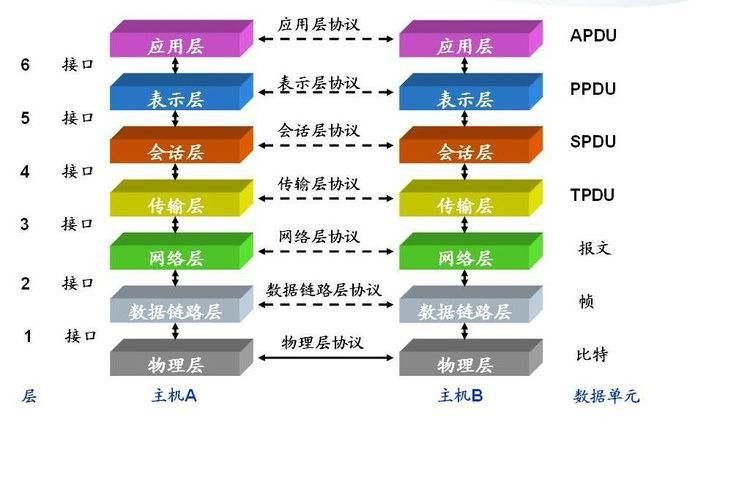 应用层 应用层协议 应用层 APDU
6 接口
表示层 表示层协议 表示层 PPDU
5 接口
会话层 会话层协议 会话层 SPDU
4 接口
传输层 传输层协议 传输层 TPDU
3 接口
网络层 网络层协议 网络层 报文
2 接口
数据链路层 数据链路层协议 数据链路层 帧
1 接口
物理层 物理层协议 物理层 比特
层 主机A 主机B 数据单元